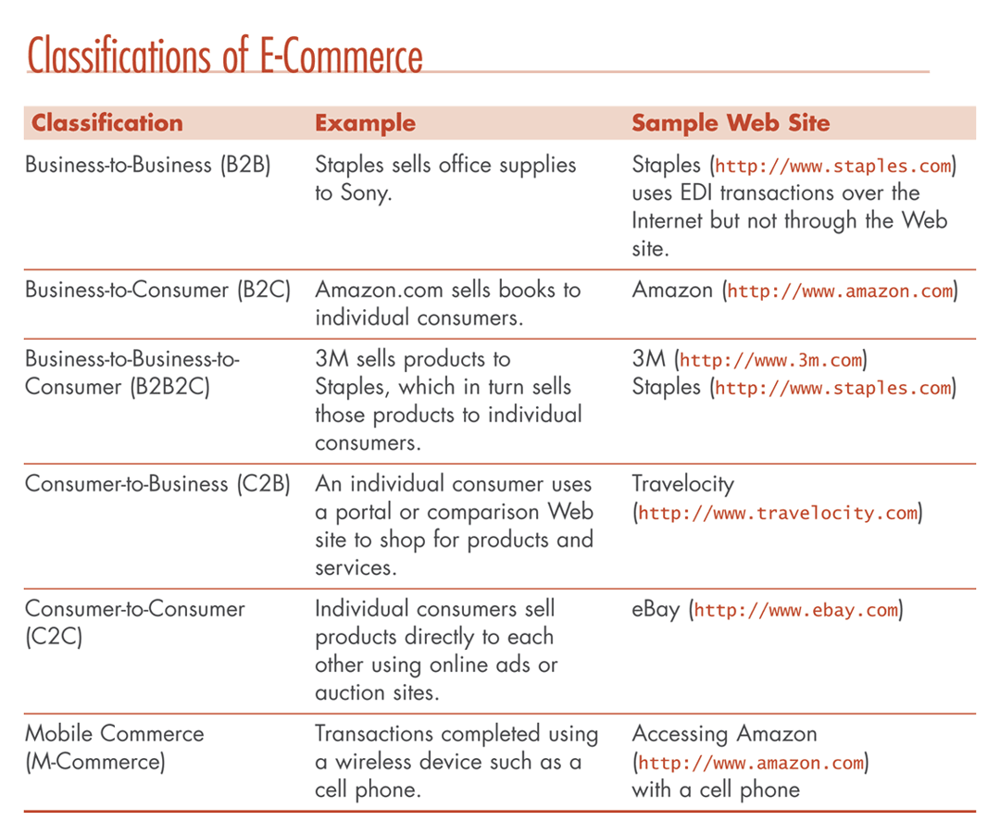 Classifications of E-Commerce
Classification Example Sample Web Site
Business-to-Business (B2B) Staples sells office supplies Staples (http://www.staples.com)
to Sony. uses EDI transactions over the
Internet but not through the Web
site.
Business-to-Consumer (B2C) Amazon.com sells books to Amazon (http://www.amazon.com)
individual consumers.
Business-to-Business-to- 3M sells products to 3M (http://www.3m.com)
Consumer (B2B2C) Staples, which in turn sells Staples (http://www.staples.com)
those products to individual
consumers.
Consumer-to-Business (C2B) An individual consumer uses Travelocity
a portal or comparison Web (http://www.travelocity.com)
site to shop for products and
services.
Consumer-to-Consumer Individual consumers sell eBay (http://www.ebay.com)
(C2C) products directly to each
other using online ads or
auction sites.
Mobile Commerce Transactions completed using Accessing Amazon
(M-Commerce) a wireless device such as a (http://www.amazon.com)
cell phone. with a cell phone